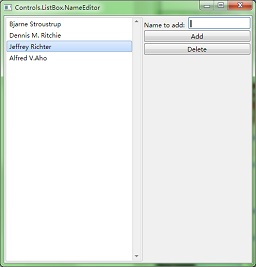 Controls.ListBox.NameEditor
Bjarne Stroustrup
Dennis M. Ritchie
Jeffrey Richter
Alfred V.Aho
Name to add:
Add
Delete